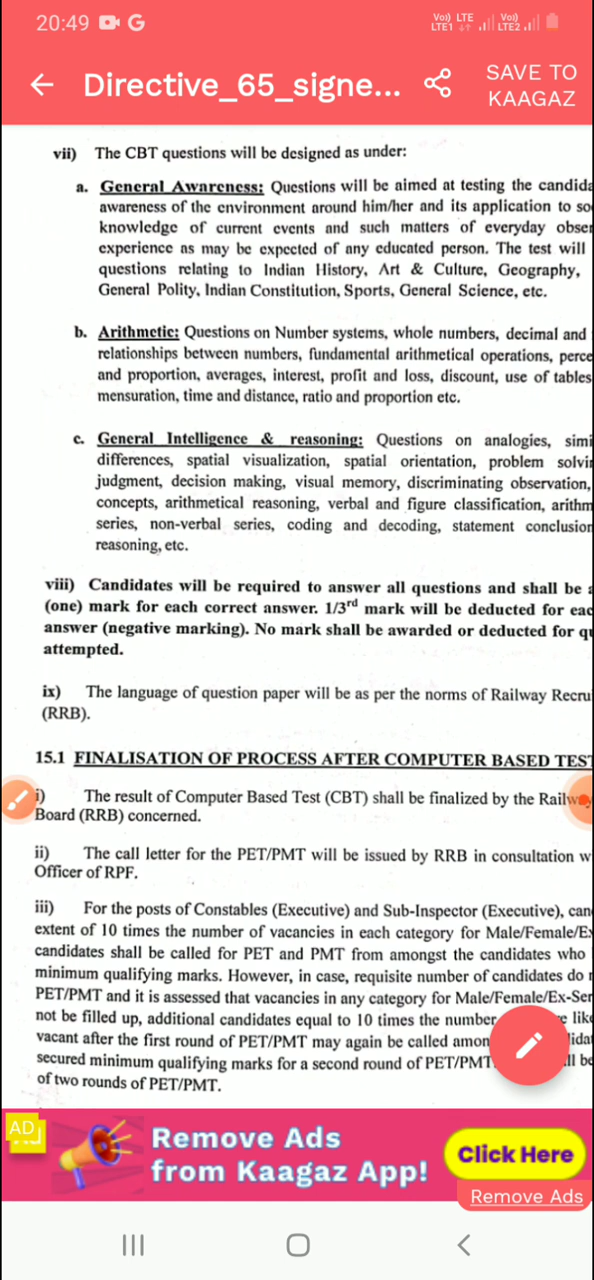 20:49 G Vo) LTE LTE1 Vo) LTE2
Directive_65_signe... SAVE TO KAAGAZ
vii) The CBT questions will be designed as under:
a. General Awareness: Questions will be aimed at testing the
awareness of the environment around him/her and its application to
knowledge of current events and such matters of everyday
experience as may be expected of any educated person. The test will
questions relating to Indian History, Art & Culture, Geography,
General Polity, Indian Constitution, Sports, General Science, etc.
b. Arithmetic: Questions on Number systems, whole numbers, decimal and
relationships between numbers, fundamental arithmetical operations,
and proportion, averages, interest, profit and loss, discount, use of tables
mensuration, time and distance, ratio and proportion etc.
c. General Intelligence & reasoning: Questions on analogies,
differences, spatial visualization, spatial orientation, problem
judgment, decision making, visual memory, discriminating observation,
concepts, arithmetical reasoning, verbal and figure classification,
series, non-verbal series, coding and decoding, statement
reasoning, etc.
viii) Candidates will be required to answer all questions and shall be
(one) mark for each correct answer. 1/3rd mark will be deducted for
answer (negative marking). No mark shall be awarded or deducted for
attempted.
ix) The language of question paper will be as per the norms of Railway
(RRB).
15.1 FINALISATION OF PROCESS AFTER COMPUTER BASED TEST
i) The result of Computer Based Test (CBT) shall be finalized by the
Board (RRB) concerned.
ii) The call letter for the PET/PMT will be issued by RRB in consultation
Officer of RPF.
iii) For the posts of Constables (Executive) and Sub-Inspector (Executive),
extent of 10 times the number of vacancies in each category for Male/Female/
candidates shall be called for PET and PMT from amongst the candidates who
minimum qualifying marks. However, in case, requisite number of candidates do
PET/PMT and it is assessed that vacancies in any category for Male/Female/Ex-
not be filled up, additional candidates equal to 10 times the number
vacant after the first round of PET/PMT may again be called
secured minimum qualifying marks for a second round of PET/PMT
of two rounds of PET/PMT.
AD
Remove Ads
from Kaagaz App!
Click Here
Remove Ads